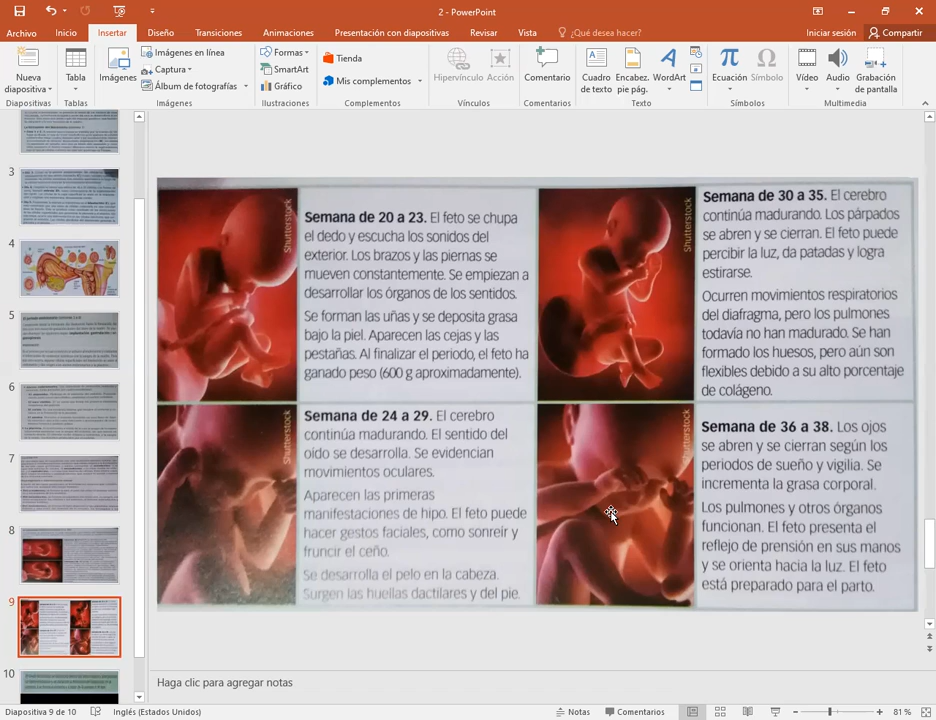 2 - PowerPoint
Archivo Inicio Insertar Diseño Transiciones Animaciones Presentación con diapositivas Revisar Vista ¿Qué desea hacer? Iniciar sesión Compartir
Nueva diapositiva
Tabla
Imágenes
Imágenes en línea
Captura
Álbum de fotografías
Formas
SmartArt
Gráfico
Tienda
Mis complementos
Hipervínculo
Acción
Comentario
Cuadro de texto
Encabez. pie pág.
WordArt
Ecuación
Símbolo
Vídeo
Audio
Grabación de pantalla
Diapositivas Tablas Imágenes Ilustraciones Complementos Vínculos Comentarios Texto Símbolos Multimedia
3
4
5
6
7
8
9
10
Shutterstock
Semana de 20 a 23. El feto se chupa
el dedo y escucha los sonidos del
exterior. Los brazos y las piernas se
mueven constantemente. Se empiezan a
desarrollar los órganos de los sentidos.
Se forman las uñas y se deposita grasa
bajo la piel. Aparecen las cejas y las
pestañas. Al finalizar el periodo, el feto ha
ganado peso (600 g aproximadamente).
Shutterstock
Semana de 30 a 35. El cerebro
continúa madurando. Los párpados
se abren y se cierran. El feto puede
percibir la luz, da patadas y logra
estirarse.
Ocurren movimientos respiratorios
del diafragma, pero los pulmones
todavía no han madurado. Se han
formado los huesos, pero aún son
flexibles debido a su alto porcentaje
de colágeno.
Shutterstock
Semana de 24 a 29. El cerebro
continúa madurando. El sentido del
oído se desarrolla. Se evidencian
movimientos oculares.
Aparecen las primeras
manifestaciones de hipo. El feto puede
hacer gestos faciales, como sonreír y
fruncir el ceño.
Se desarrolla el pelo en la cabeza.
Surgen las huellas dactilares y del pie.
Shutterstock
Semana de 36 a 38. Los ojos
se abren y se cierran según los
periodos de sueño y vigilia. Se
incrementa la grasa corporal.
Los pulmones y otros órganos
funcionan. El feto presenta el
reflejo de prensión en sus manos
y se orienta hacia la luz. El feto
está preparado para el parto.
Haga clic para agregar notas
Diapositiva 9 de 10 Inglés (Estados Unidos) Notas Comentarios 81 %